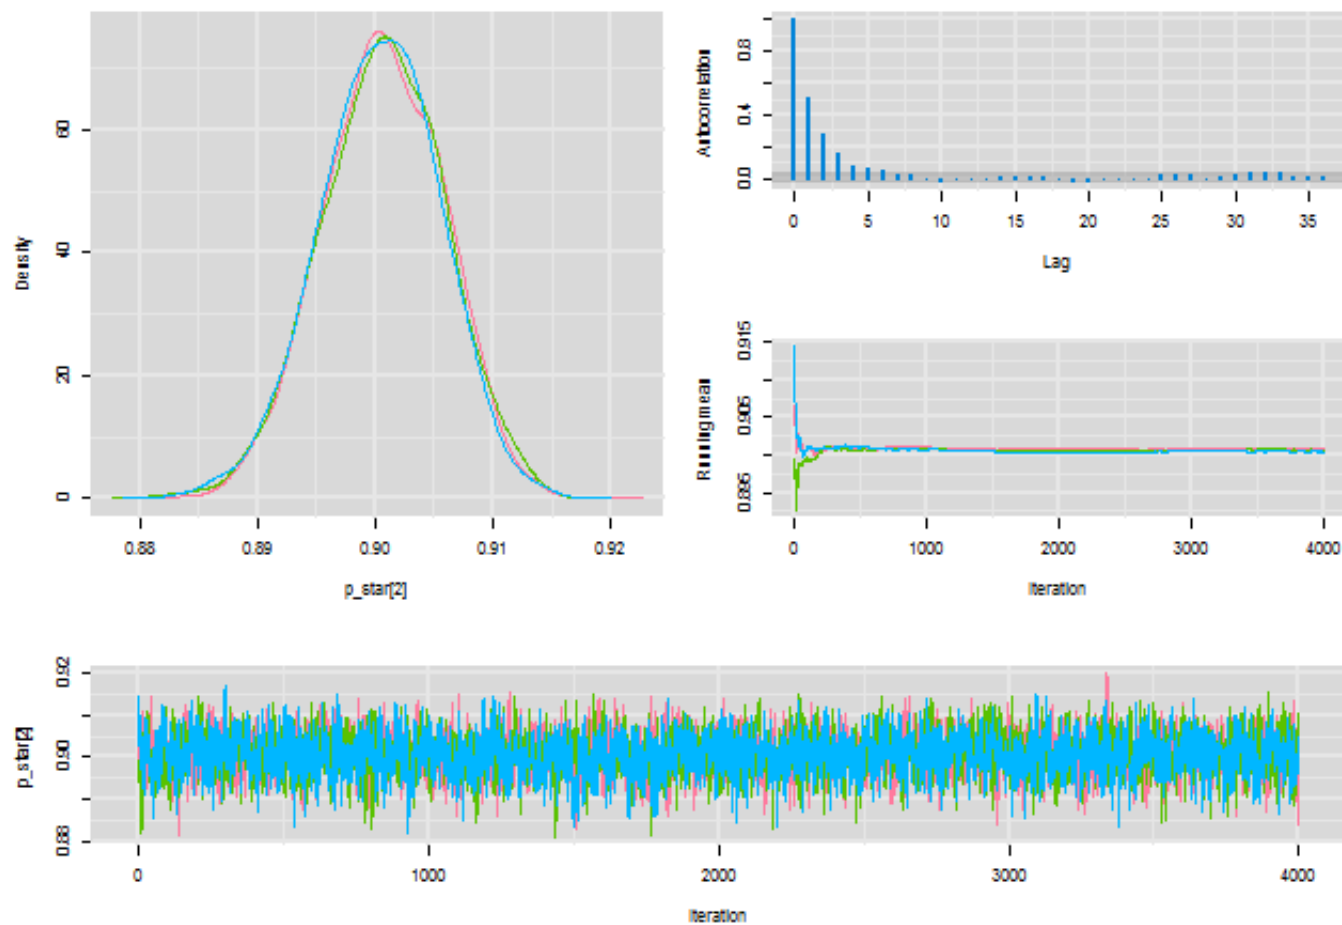 Density
60
40
20
0
0.88 0.89 0.90 0.91 0.92
p_star[2]
Autocorrelation
0.8
0.4
0.0
0 5 10 15 20 25 30 35
Lag
Running mean
0.915
0.905
0.895
0 1000 2000 3000 4000
Iteration
p_star[2]
0.92
0.90
0.88
0 1000 2000 3000 4000
Iteration